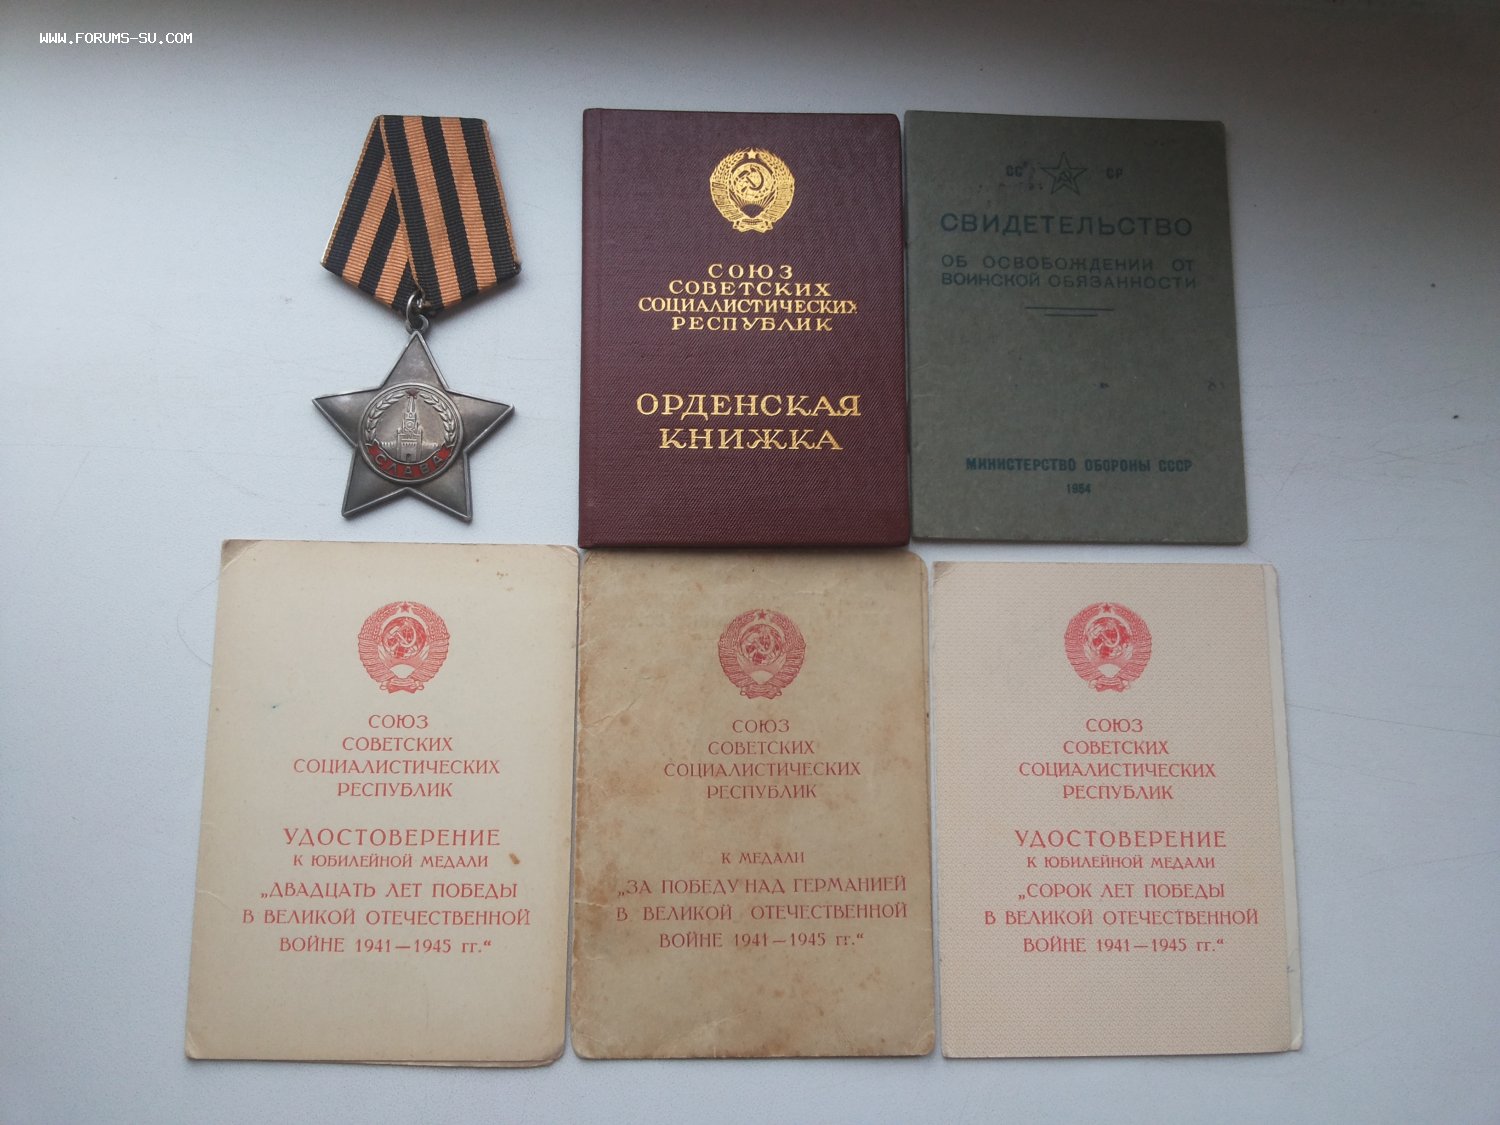 WWW.FORUMS-SU.COM
СЛАВА
СОЮЗ
СОВЕТСКИХ
СОЦИАЛИСТИЧЕСКИХ
РЕСПУБЛИК
ОРДЕНСКАЯ
КНИЖКА
СС СР
СВИДЕТЕЛЬСТВО
ОБ ОСВОБОЖДЕНИИ ОТ
ВОИНСКОЙ ОБЯЗАННОСТИ
МИНИСТЕРСТВО ОБОРОНЫ СССР
1954
СОЮЗ
СОВЕТСКИХ
СОЦИАЛИСТИЧЕСКИХ
РЕСПУБЛИК
УДОСТОВЕРЕНИЕ
К ЮБИЛЕЙНОЙ МЕДАЛИ
„ДВАДЦАТЬ ЛЕТ ПОБЕДЫ
В ВЕЛИКОЙ ОТЕЧЕСТВЕННОЙ
ВОЙНЕ 1941—1945 гг.“
СОЮЗ
СОВЕТСКИХ
СОЦИАЛИСТИЧЕСКИХ
РЕСПУБЛИК
К МЕДАЛИ
„ЗА ПОБЕДУ НАД ГЕРМАНИЕЙ
В ВЕЛИКОЙ ОТЕЧЕСТВЕННОЙ
ВОЙНЕ 1941—1945 гг.“
СОЮЗ
СОВЕТСКИХ
СОЦИАЛИСТИЧЕСКИХ
РЕСПУБЛИК
УДОСТОВЕРЕНИЕ
К ЮБИЛЕЙНОЙ МЕДАЛИ
„СОРОК ЛЕТ ПОБЕДЫ
В ВЕЛИКОЙ ОТЕЧЕСТВЕННОЙ
ВОЙНЕ 1941—1945 гг.“